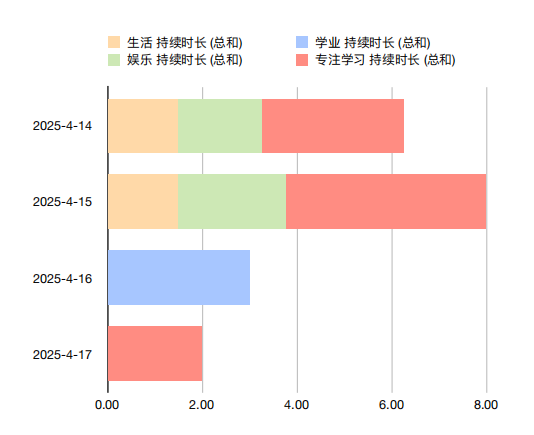 生活 持续时长 (总和)
学业 持续时长 (总和)
娱乐 持续时长 (总和)
专注学习 持续时长 (总和)
2025-4-14
2025-4-15
2025-4-16
2025-4-17
0.00 2.00 4.00 6.00 8.00